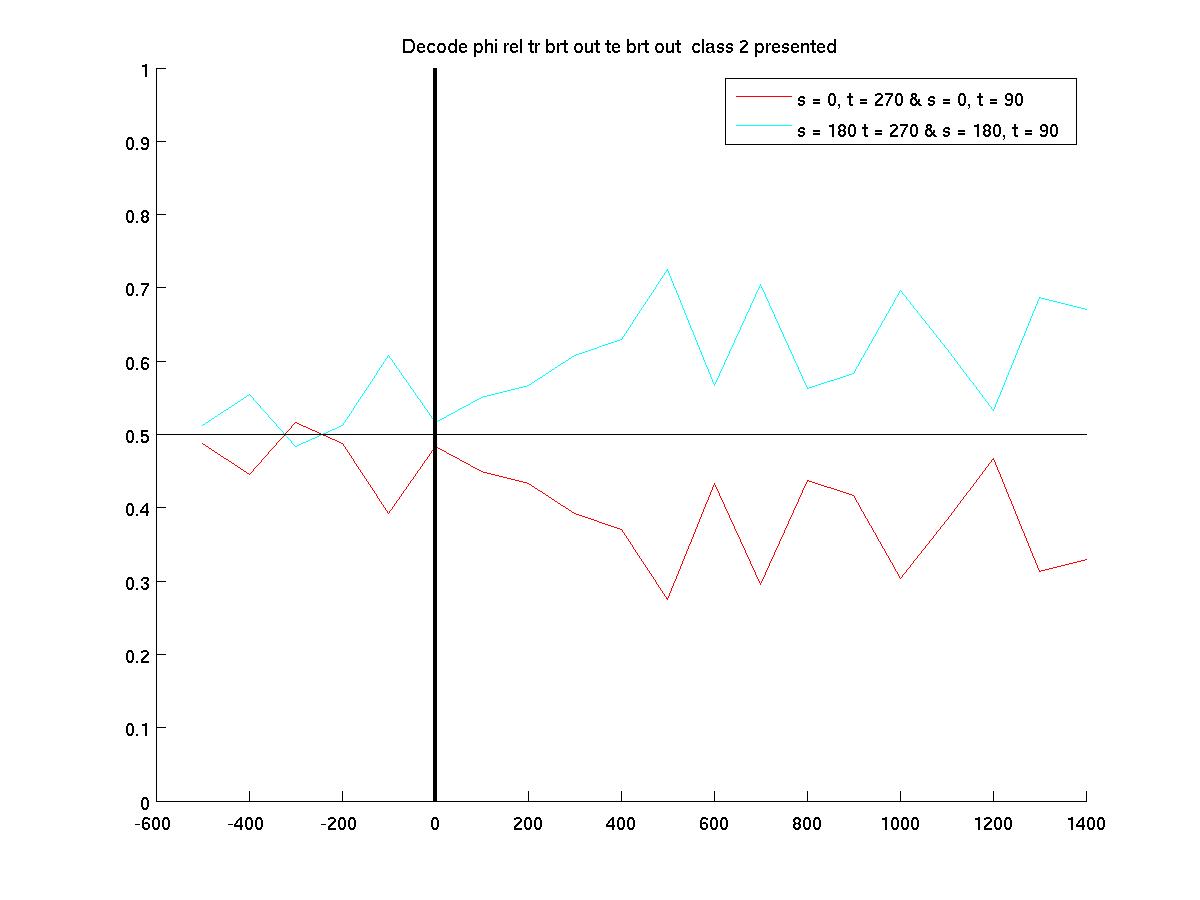 Decode phi rel tr brt out te brt out  class 2 presented
s = 0, t = 270 & s = 0, t = 90
s = 180 t = 270 & s = 180, t = 90
1
0.9
0.8
0.7
0.6
0.5
0.4
0.3
0.2
0.1
0
-600 -400 -200 0 200 400 600 800 1000 1200 1400